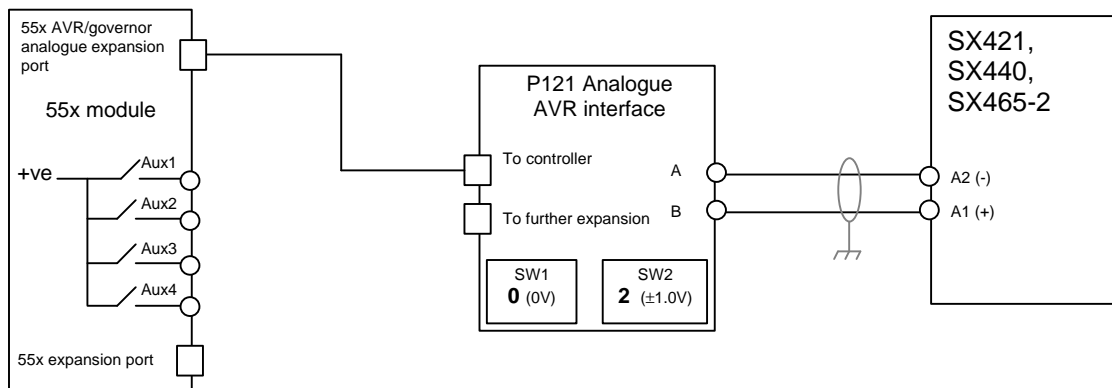 55x AVR/governor
analogue expansion
port
55x module
+ve
Aux1
Aux2
Aux3
Aux4
55x expansion port
P121 Analogue
AVR interface
To controller
A
To further expansion
B
SW1
0 (0V)
SW2
2 (±1.0V)
SX421,
SX440,
SX465-2
A2 (-)
A1 (+)